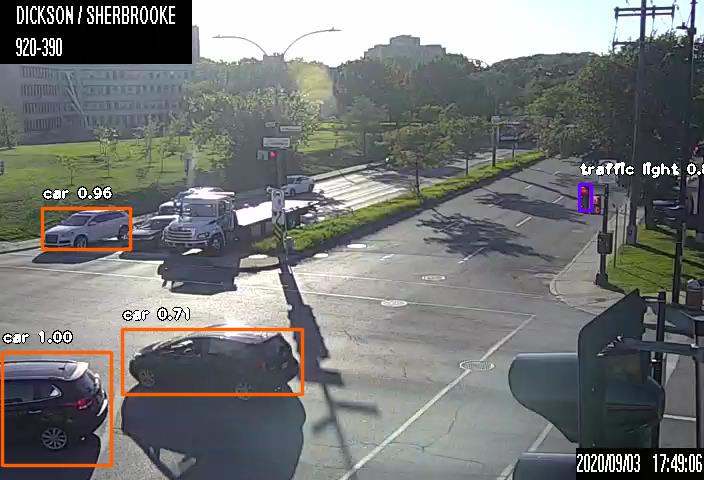 DICKSON / SHERBROOKE
920-390
traffic light 0.8
car 0.96
car 0.71
car 1.00
2020/09/03 17:49:06